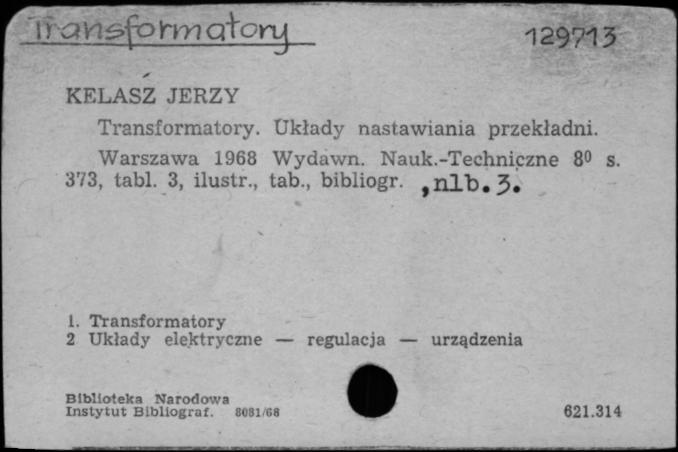 Transformatory
129713
KELASZ JERZY
Transformatory. Układy nastawiania przekładni.
Warszawa 1968 Wydawn. Nauk.-Techniczne 8⁰ s.
373, tabl. 3, ilustr., tab., bibliogr. ,nlb.3.
1. Transformatory
2 Układy elektryczne — regulacja — urządzenia
Biblioteka Narodowa
Instytut Bibliograf. 8081/68
621.314